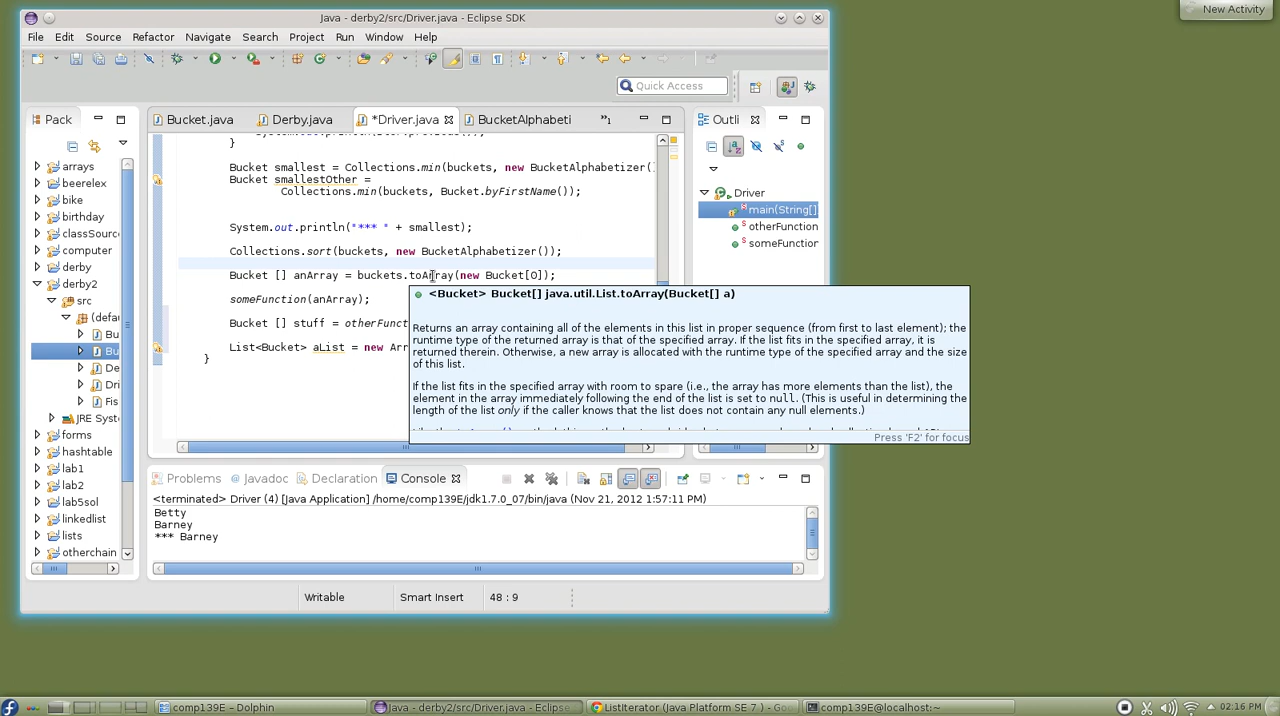 New Activity
Java - derby2/src/Driver.java - Eclipse SDK
File Edit Source Refactor Navigate Search Project Run Window Help
Quick Access
Pack
Bucket.java Derby.java *Driver.java BucketAlphabeti »1
Outli
arrays
beerelex
bike
birthday
classSource
computer
derby
derby2
src
(defau
Bu
Bu
De
Dri
Fis
JRE Syste
forms
hashtable
lab1
lab2
lab5sol
linkedlist
lists
otherchain
}
Bucket smallest = Collections.min(buckets, new BucketAlphabetizer()
Bucket smallestOther =
Collections.min(buckets, Bucket.byFirstName());
System.out.println("*** " + smallest);
Collections.sort(buckets, new BucketAlphabetizer());
Bucket [] anArray = buckets.toArray(new Bucket[0]);
someFunction(anArray);
Bucket [] stuff = otherFunct
List<Bucket> aList = new Arr
}
<Bucket> Bucket[] java.util.List.toArray(Bucket[] a)
Returns an array containing all of the elements in this list in proper sequence (from first to last element); the
runtime type of the returned array is that of the specified array. If the list fits in the specified array, it is
returned therein. Otherwise, a new array is allocated with the runtime type of the specified array and the size
of this list.
If the list fits in the specified array with room to spare (i.e., the array has more elements than the list), the
element in the array immediately following the end of the list is set to null. (This is useful in determining the
length of the list only if the caller knows that the list does not contain any null elements.)
Press 'F2' for focus
Driver
main(String[]
otherFunction
someFunction
Problems Javadoc Declaration Console
<terminated> Driver (4) [Java Application] /home/comp139E/jdk1.7.0_07/bin/java (Nov 21, 2012 1:57:11 PM)
Betty
Barney
*** Barney
Writable Smart Insert 48 : 9
comp139E – Dolphin
Java - derby2/src/Driver.java - Eclipse
ListIterator (Java Platform SE 7 ) - Goo
comp139E@localhost:~
02:16 PM